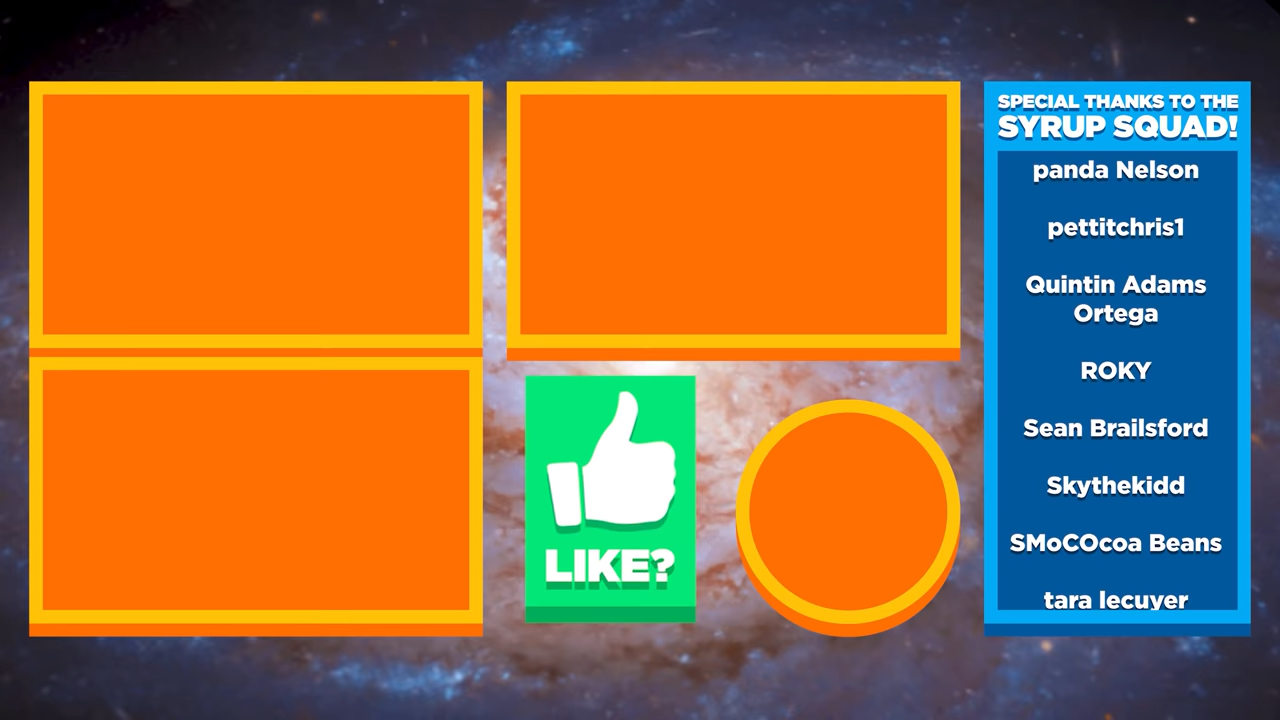 SPECIAL THANKS TO THE
SYRUP SQUAD!
panda Nelson
pettitchris1
Quintin Adams
Ortega
ROKY
Sean Brailsford
Skythekidd
SMoCOcoa Beans
tara lecuyer
LIKE?